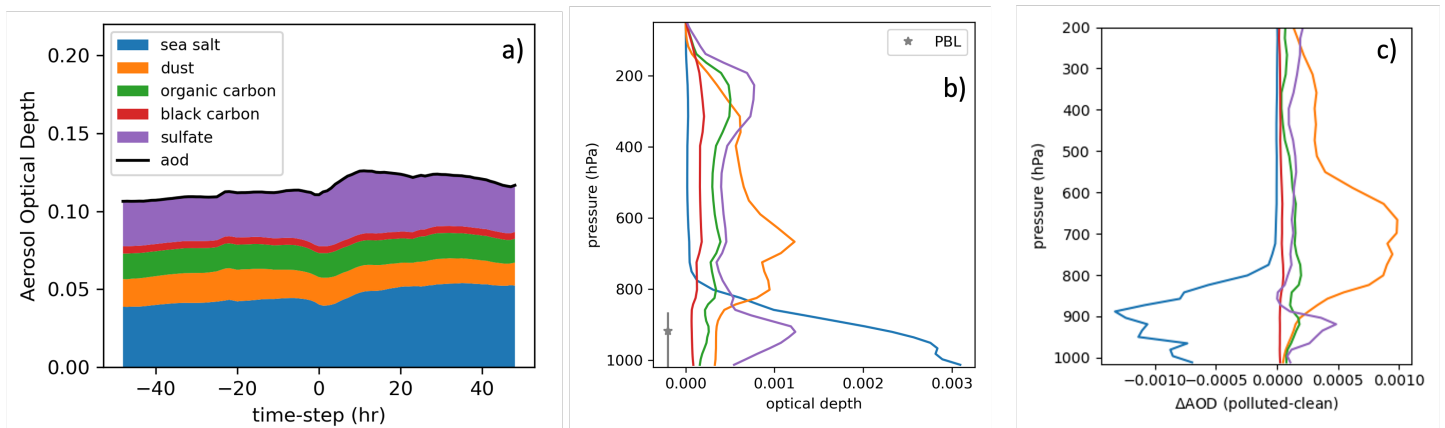 a)
sea salt
dust
organic carbon
black carbon
sulfate
aod
Aerosol Optical Depth
0.20
0.15
0.10
0.05
0.00
−40 −20 0 20 40
time-step (hr)
b)
PBL
pressure (hPa)
200
400
600
800
1000
0.000 0.001 0.002 0.003
optical depth
c)
pressure (hPa)
200
300
400
500
600
700
800
900
1000
−0.0010 −0.0005 0.0000 0.0005 0.0010
ΔAOD (polluted-clean)